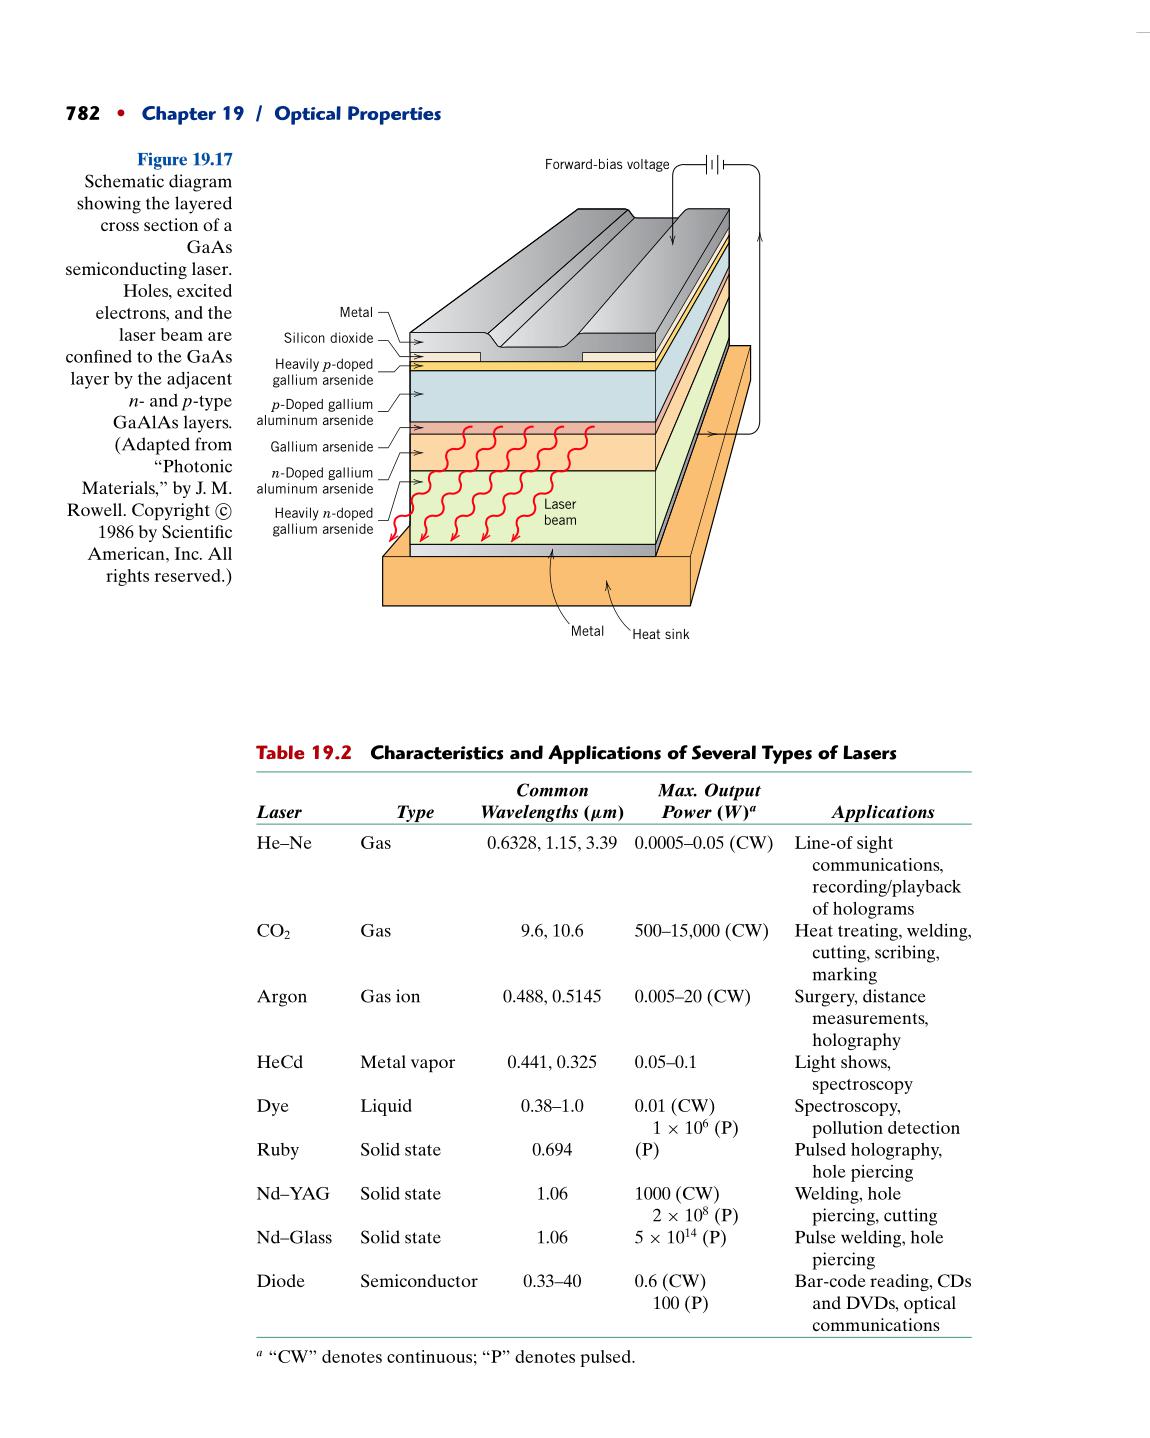 782 • Chapter 19 / Optical Properties
Figure 19.17
Schematic diagram
showing the layered
cross section of a
GaAs
semiconducting laser.
Holes, excited
electrons, and the
laser beam are
confined to the GaAs
layer by the adjacent
n- and p-type
GaAlAs layers.
(Adapted from
“Photonic
Materials,” by J. M.
Rowell. Copyright ©
1986 by Scientific
American, Inc. All
rights reserved.)
Forward-bias voltage
Metal
Silicon dioxide
Heavily p-doped
gallium arsenide
p-Doped gallium
aluminum arsenide
Gallium arsenide
n-Doped gallium
aluminum arsenide
Heavily n-doped
gallium arsenide
Laser
beam
Metal
Heat sink
Table 19.2 Characteristics and Applications of Several Types of Lasers
Common Max. Output
Laser Type Wavelengths (μm) Power (W)ᵃ Applications
He–Ne Gas 0.6328, 1.15, 3.39 0.0005–0.05 (CW) Line-of sight
communications,
recording/playback
of holograms
CO₂ Gas 9.6, 10.6 500–15,000 (CW) Heat treating, welding,
cutting, scribing,
marking
Argon Gas ion 0.488, 0.5145 0.005–20 (CW) Surgery, distance
measurements,
holography
HeCd Metal vapor 0.441, 0.325 0.05–0.1 Light shows,
spectroscopy
Dye Liquid 0.38–1.0 0.01 (CW) Spectroscopy,
1 × 10⁶ (P) pollution detection
Ruby Solid state 0.694 (P) Pulsed holography,
hole piercing
Nd–YAG Solid state 1.06 1000 (CW) Welding, hole
2 × 10⁸ (P) piercing, cutting
Nd–Glass Solid state 1.06 5 × 10¹⁴ (P) Pulse welding, hole
piercing
Diode Semiconductor 0.33–40 0.6 (CW) Bar-code reading, CDs
100 (P) and DVDs, optical
communications
ᵃ “CW” denotes continuous; “P” denotes pulsed.